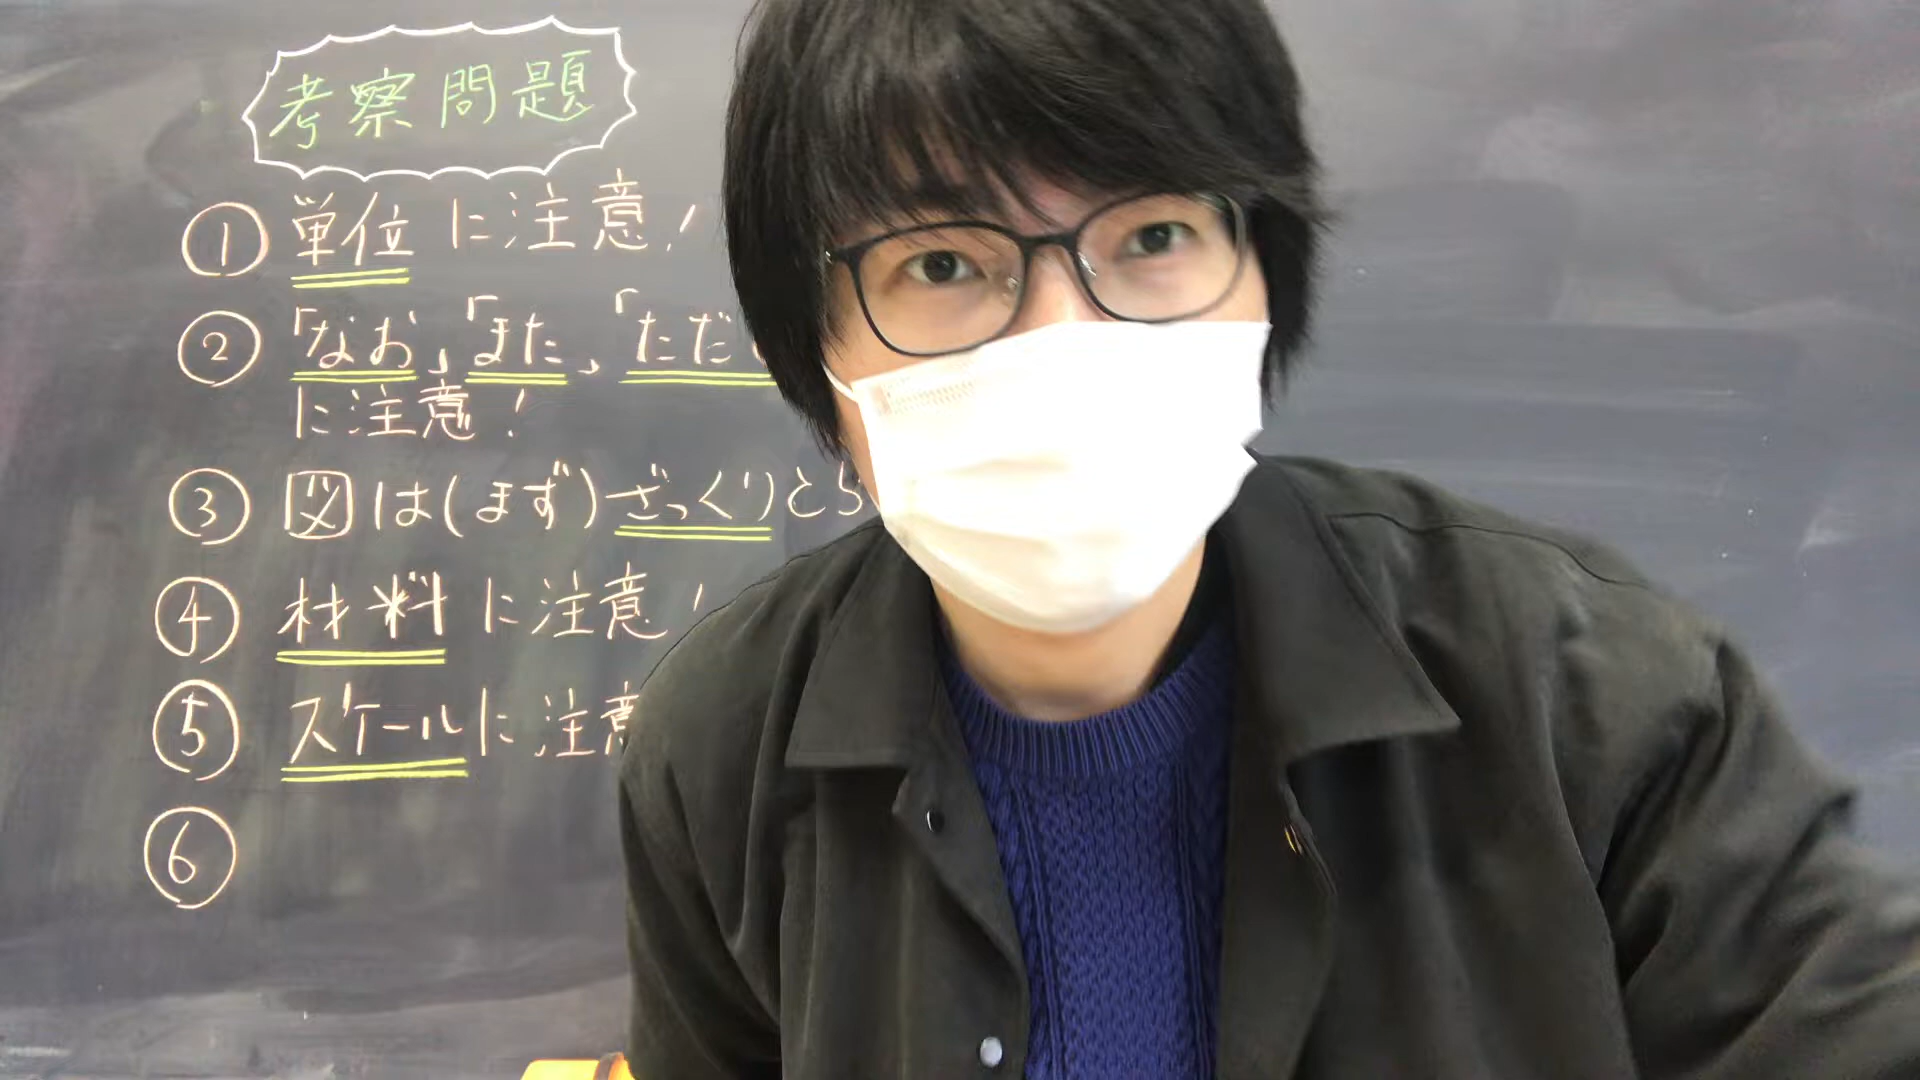 考察問題
① 単位に注意!
② 「なお」「また」「ただ
に注意!
③ 図は(まず)ざっくりとら
④ 材料に注意!
⑤ スケールに注意
⑥